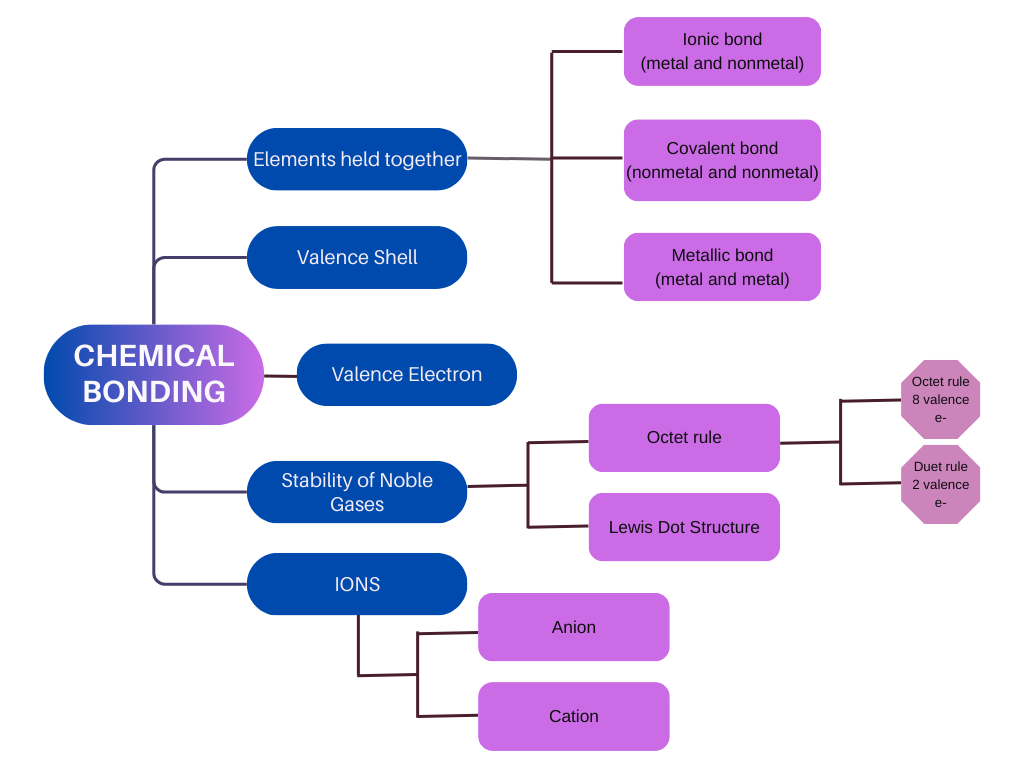 Ionic bond
(metal and nonmetal)
Elements held together
Covalent bond
(nonmetal and nonmetal)
Valence Shell
Metallic bond
(metal and metal)
CHEMICAL
BONDING
Valence Electron
Octet rule
8 valence
e-
Octet rule
Stability of Noble
Gases
Duet rule
2 valence
e-
Lewis Dot Structure
IONS
Anion
Cation